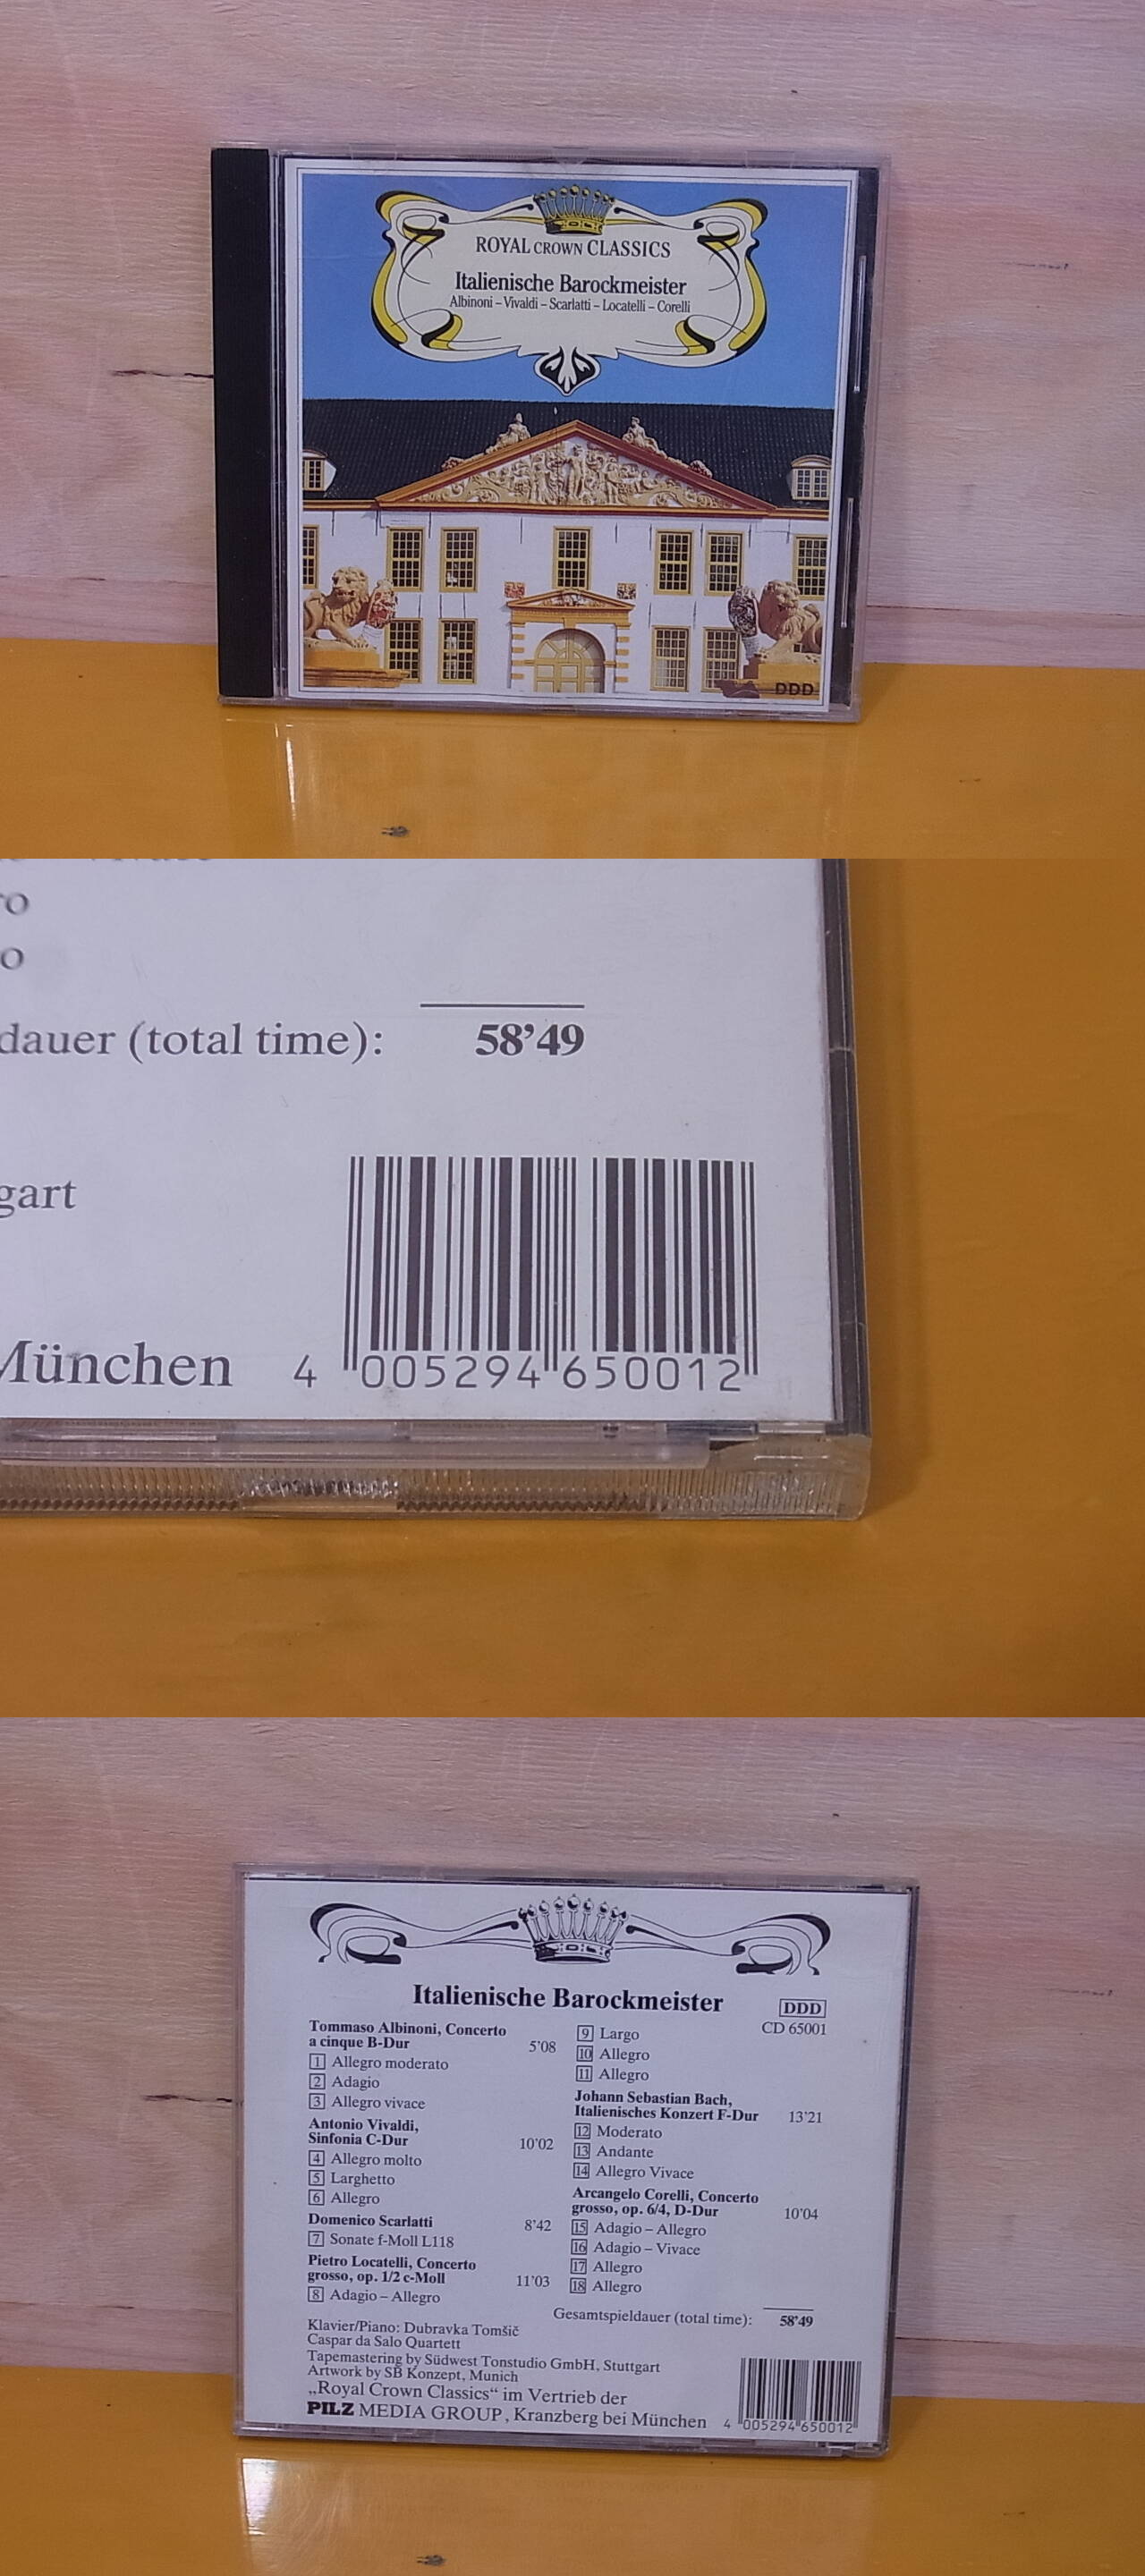 ROYAL CROWN CLASSICS
Italienische Barockmeister
Albinoni – Vivaldi – Scarlatti – Locatelli – Corelli
DDD
ro
o
dauer (total time): 58’49
gart
München
4 005294 650012
Italienische Barockmeister
DDD
CD 65001
Tommaso Albinoni, Concerto
a cinque B-Dur 5’08
1 Allegro moderato
2 Adagio
3 Allegro vivace
Antonio Vivaldi,
Sinfonia C-Dur 10’02
4 Allegro molto
5 Larghetto
6 Allegro
Domenico Scarlatti 8’42
7 Sonate f-Moll L118
Pietro Locatelli, Concerto
grosso, op. 1/2 c-Moll 11’03
8 Adagio – Allegro
9 Largo
10 Allegro
11 Allegro
Johann Sebastian Bach,
Italienisches Konzert F-Dur 13’21
12 Moderato
13 Andante
14 Allegro Vivace
Arcangelo Corelli, Concerto
grosso, op. 6/4, D-Dur 10’04
15 Adagio – Allegro
16 Adagio – Vivace
17 Allegro
18 Allegro
Gesamtspieldauer (total time): 58’49
Klavier/Piano: Dubravka Tomšič
Caspar da Salo Quartett
Tapemastering by Südwest Tonstudio GmbH, Stuttgart
Artwork by SB Konzept, Munich
„Royal Crown Classics“ im Vertrieb der
PILZ MEDIA GROUP, Kranzberg bei München
4 005294 650012